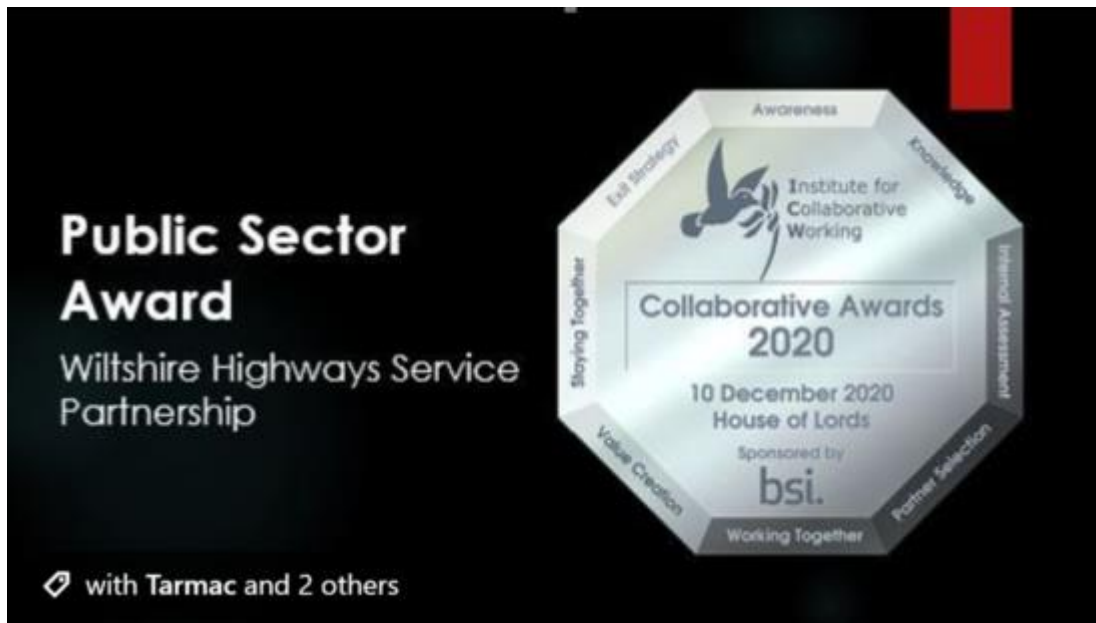 Public Sector
Award
Wiltshire Highways Service
Partnership
with Tarmac and 2 others
Awareness
Knowledge
Internal Assessment
Partner Selection
Working Together
Value Creation
Staying Together
Exit Strategy
Institute for
Collaborative
Working
Collaborative Awards
2020
10 December 2020
House of Lords
Sponsored by
bsi.